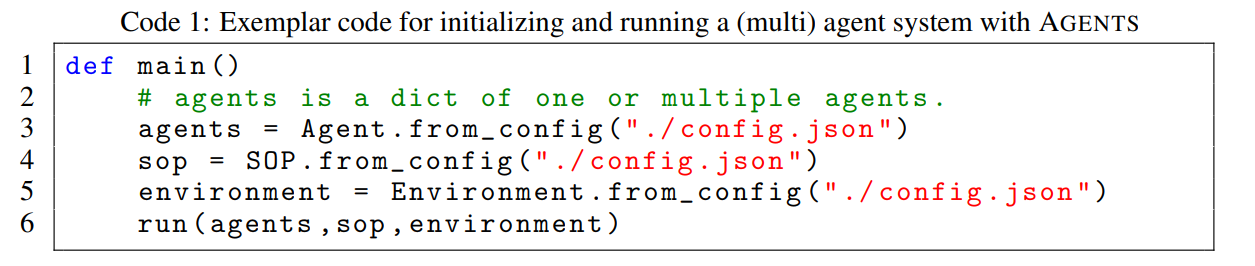 Code 1: Exemplar code for initializing and running a (multi) agent system with AGENTS
1 def main()
2     # agents is a dict of one or multiple agents.
3     agents = Agent.from_config("./config.json")
4     sop = SOP.from_config("./config.json")
5     environment = Environment.from_config("./config.json")
6     run(agents,sop,environment)